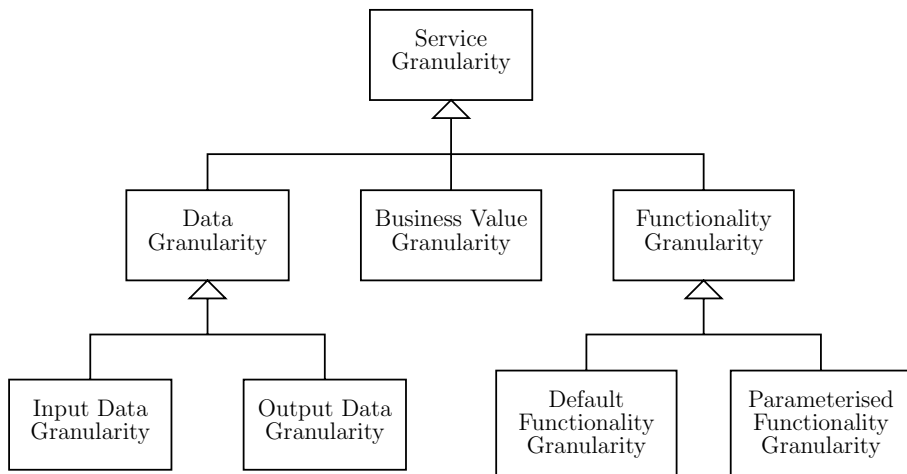 Service
Granularity
Data
Granularity
Business Value
Granularity
Functionality
Granularity
Input Data
Granularity
Output Data
Granularity
Default
Functionality
Granularity
Parameterised
Functionality
Granularity